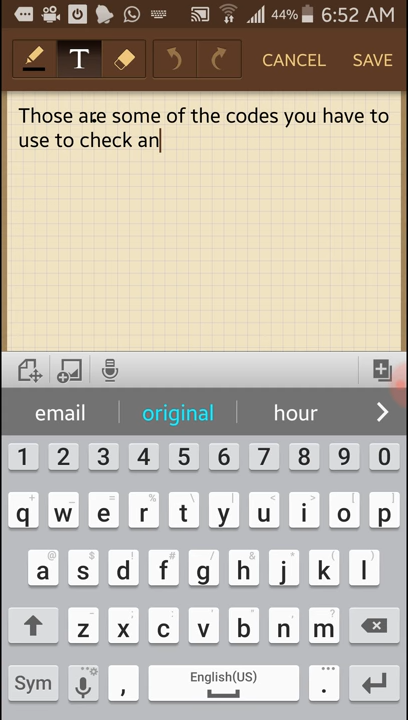 44% 6:52 AM
T CANCEL SAVE
Those are some of the codes you have to
use to check an
email original hour
1 2 3 4 5 6 7 8 9 0
+ _ = % \ | < > [ ]
q w e r t y u i o p
@ $ ! # / & * ( )
a s d f g h j k l
- ' " : ; ?
z x c v b n m
Sym , English(US) .